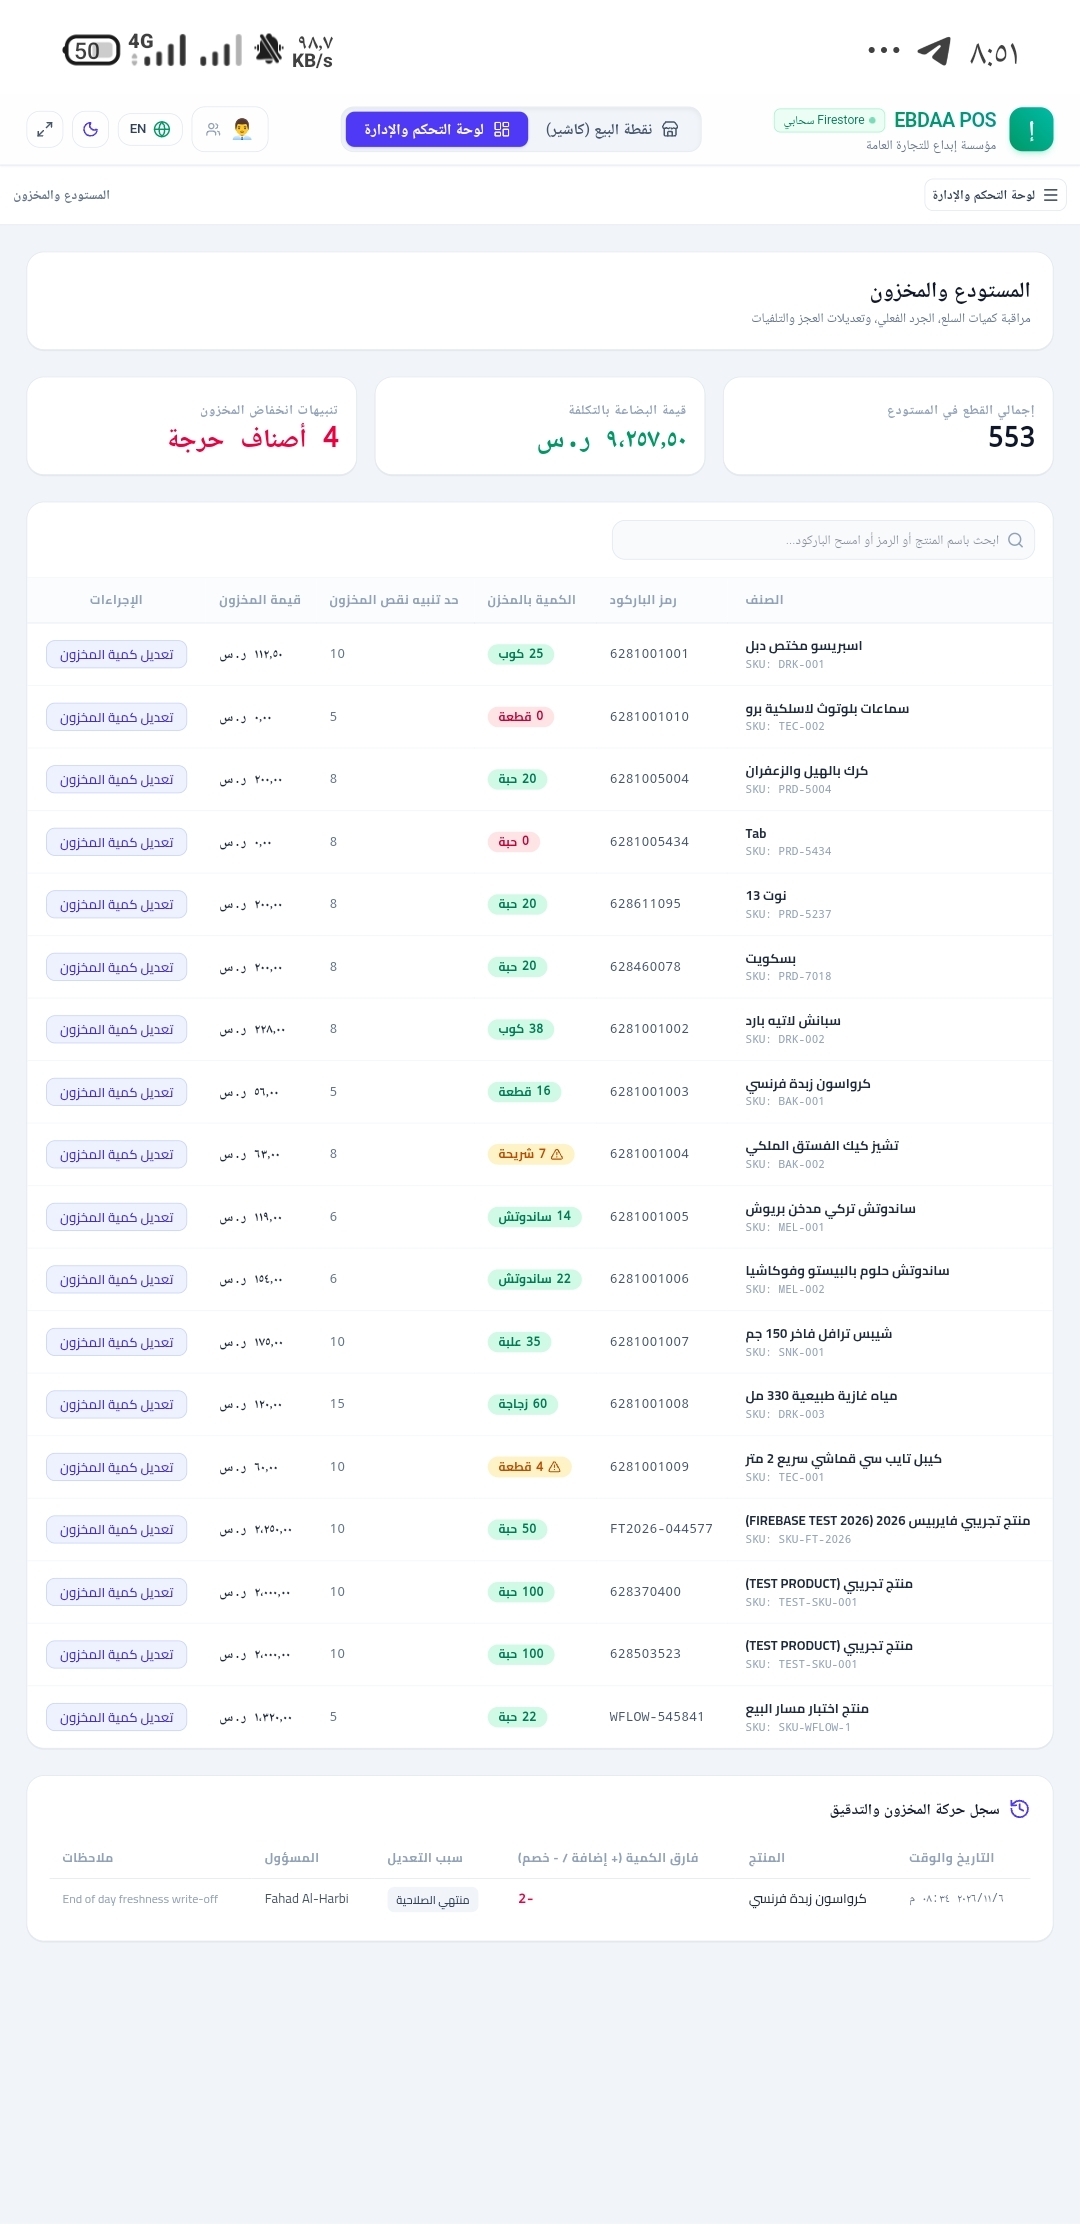 ٨:٥١ ...
٩٨,٧ KB/s 4G 50
EBDAA POS
Firestore سحابي
مؤسسة إبداع للتجارة العامة
إ
نقطة البيع (كاشير)
لوحة التحكم والإدارة
EN
لوحة التحكم والإدارة
المستودع والمخزون
المستودع والمخزون
مراقبة كميات السلع، الجرد الفعلي، وتعديلات العجز والتلفيات
إجمالي القطع في المستودع
553
قيمة البضاعة بالتكلفة
٩،٢٥٧,٥٠ ر.س
تنبيهات انخفاض المخزون
4 أصناف حرجة
ابحث باسم المنتج أو الرمز أو امسح الباركود...
الصنف رمز الباركود الكمية بالمخزن حد تنبيه نقص المخزون قيمة المخزون الإجراءات
اسبريسو مختص دبل 6281001001 25 كوب 10 ١١٢,٥٠ ر.س تعديل كمية المخزون
SKU: DRK-001
سماعات بلوتوث لاسلكية برو 6281001010 0 قطعة 5 ٠,٠٠ ر.س تعديل كمية المخزون
SKU: TEC-002
كرك بالهيل والزعفران 6281005004 20 حبة 8 ٢٠٠,٠٠ ر.س تعديل كمية المخزون
SKU: PRD-5004
Tab 6281005434 0 حبة 8 ٠,٠٠ ر.س تعديل كمية المخزون
SKU: PRD-5434
نوت 13 628611095 20 حبة 8 ٢٠٠,٠٠ ر.س تعديل كمية المخزون
SKU: PRD-5237
بسكويت 628460078 20 حبة 8 ٢٠٠,٠٠ ر.س تعديل كمية المخزون
SKU: PRD-7018
سبانش لاتيه بارد 6281001002 38 كوب 8 ٢٢٨,٠٠ ر.س تعديل كمية المخزون
SKU: DRK-002
كرواسون زبدة فرنسي 6281001003 16 قطعة 5 ٥٦,٠٠ ر.س تعديل كمية المخزون
SKU: BAK-001
تشيز كيك الفستق الملكي 6281001004 7 شريحة 8 ٦٣,٠٠ ر.س تعديل كمية المخزون
SKU: BAK-002
ساندوتش تركي مدخن بريوش 6281001005 14 ساندوتش 6 ١١٩,٠٠ ر.س تعديل كمية المخزون
SKU: MEL-001
ساندوتش حلوم بالبيستو وفوكاشيا 6281001006 22 ساندوتش 6 ١٥٤,٠٠ ر.س تعديل كمية المخزون
SKU: MEL-002
شيبس ترافل فاخر 150 جم 6281001007 35 علبة 10 ١٧٥,٠٠ ر.س تعديل كمية المخزون
SKU: SNK-001
مياه غازية طبيعية 330 مل 6281001008 60 زجاجة 15 ١٢٠,٠٠ ر.س تعديل كمية المخزون
SKU: DRK-003
كيبل تايب سي قماشي سريع 2 متر 6281001009 4 قطعة 10 ٦٠,٠٠ ر.س تعديل كمية المخزون
SKU: TEC-001
منتج تجريبي فايربيس 2026 (FIREBASE TEST 2026) FT2026-044577 50 حبة 10 ٢،٢٥٠,٠٠ ر.س تعديل كمية المخزون
SKU: SKU-FT-2026
منتج تجريبي (TEST PRODUCT) 628370400 100 حبة 10 ٢،٠٠٠,٠٠ ر.س تعديل كمية المخزون
SKU: TEST-SKU-001
منتج تجريبي (TEST PRODUCT) 628503523 100 حبة 10 ٢،٠٠٠,٠٠ ر.س تعديل كمية المخزون
SKU: TEST-SKU-001
منتج اختبار مسار البيع WFLOW-545841 22 حبة 5 ١،٣٢٠,٠٠ ر.س تعديل كمية المخزون
SKU: SKU-WFLOW-1
سجل حركة المخزون والتدقيق
التاريخ والوقت المنتج فارق الكمية (+ إضافة / - خصم) سبب التعديل المسؤول ملاحظات
٢٠٢٦/١١/٦ ٠٨:٣٤ م كرواسون زبدة فرنسي 2- منتهي الصلاحية Fahad Al-Harbi End of day freshness write-off